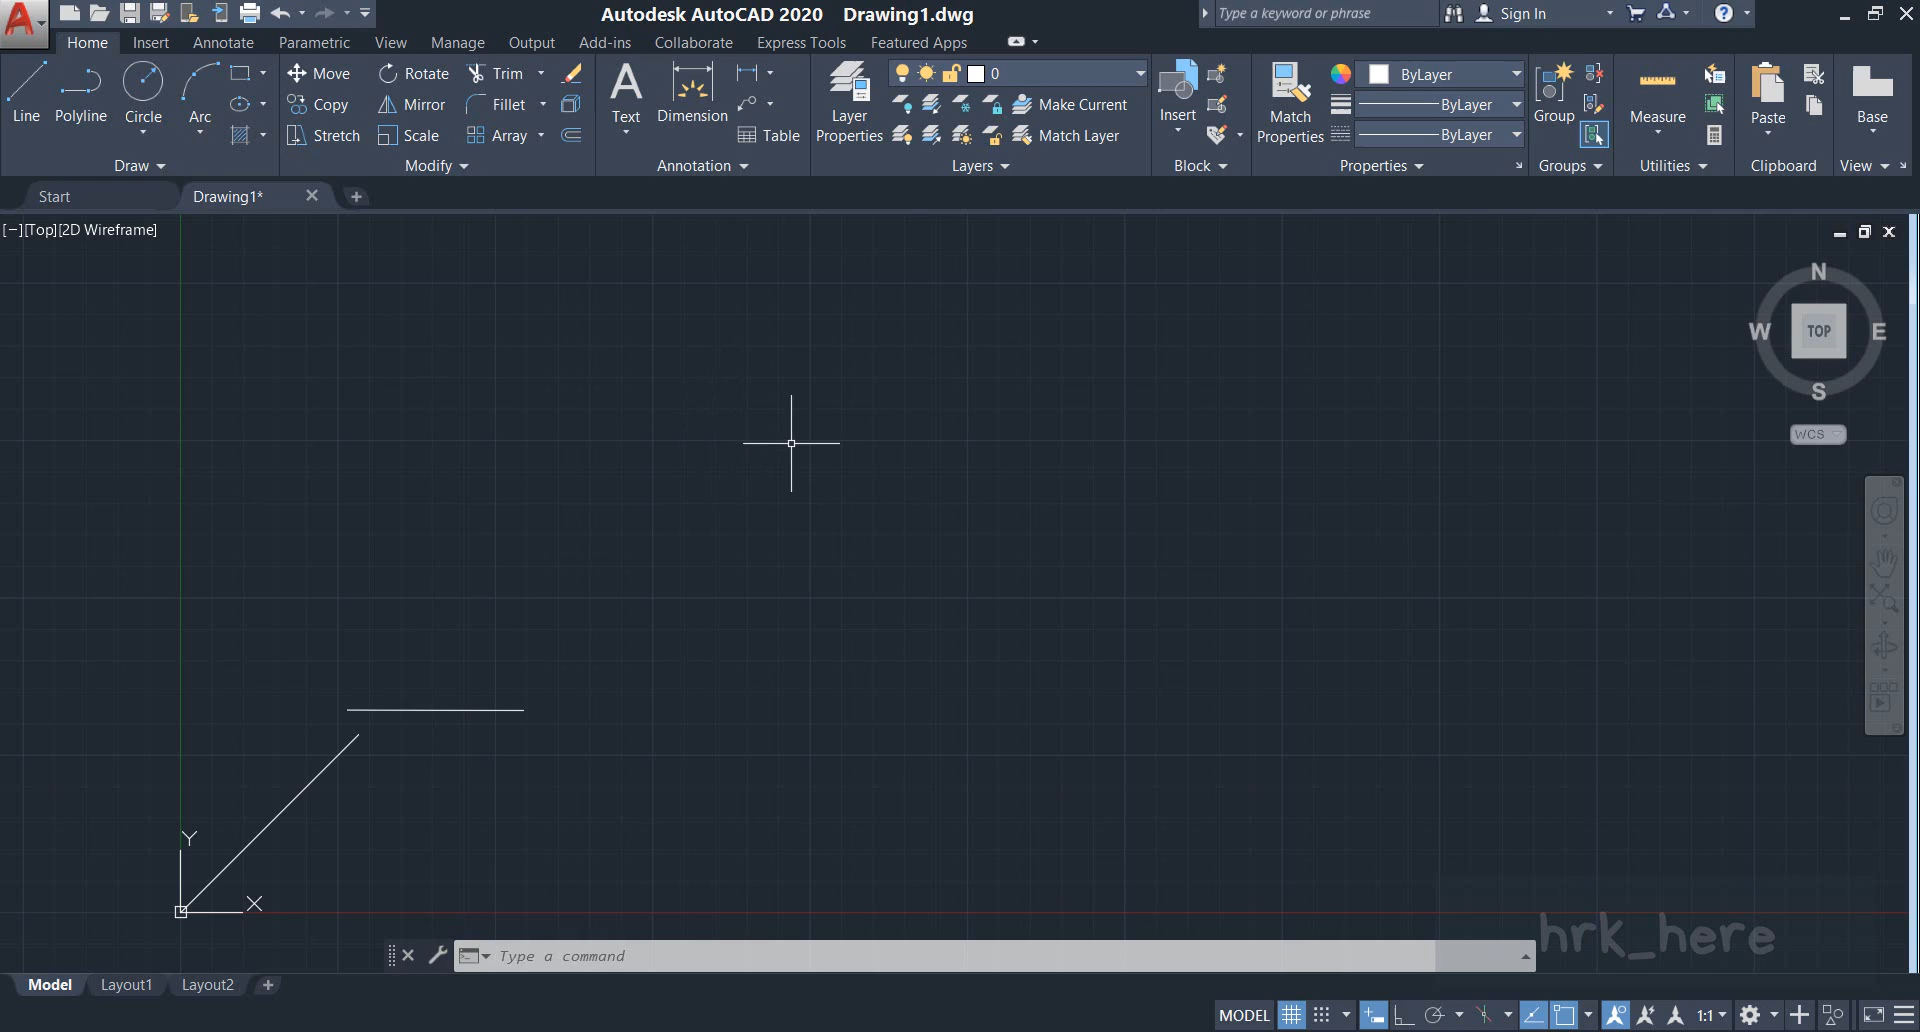 Autodesk AutoCAD 2020 Drawing1.dwg
Type a keyword or phrase
Sign In
Home Insert Annotate Parametric View Manage Output Add-ins Collaborate Express Tools Featured Apps
Line Polyline Circle Arc
Draw
Move Rotate Trim
Copy Mirror Fillet
Stretch Scale Array
Modify
Text Dimension Table
Annotation
Layer Properties
0
Make Current
Match Layer
Layers
Insert
Block
Match Properties
ByLayer
ByLayer
ByLayer
Properties
Group
Groups
Measure
Utilities
Paste
Clipboard
Base
View
Start Drawing1*
[−][Top][2D Wireframe]
N
W TOP E
S
WCS
Y
X
hrk_here
Type a command
Model Layout1 Layout2
MODEL 1:1